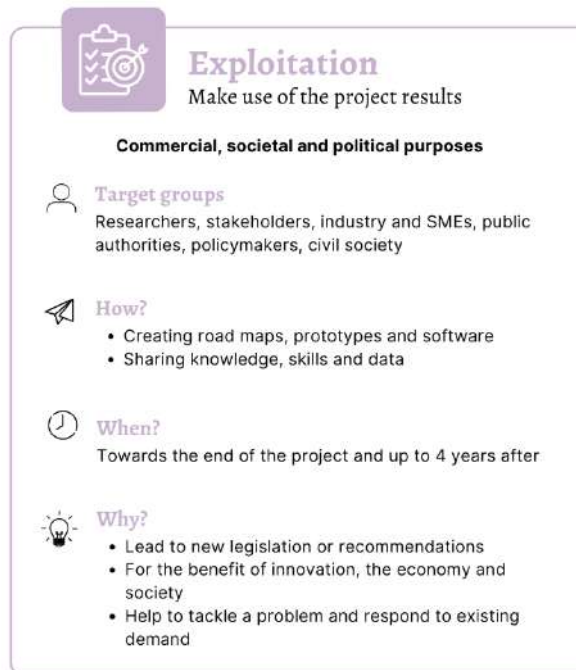 Exploitation
Make use of the project results
Commercial, societal and political purposes
Target groups
Researchers, stakeholders, industry and SMEs, public
authorities, policymakers, civil society
How?
• Creating road maps, prototypes and software
• Sharing knowledge, skills and data
When?
Towards the end of the project and up to 4 years after
Why?
• Lead to new legislation or recommendations
• For the benefit of innovation, the economy and
society
• Help to tackle a problem and respond to existing
demand